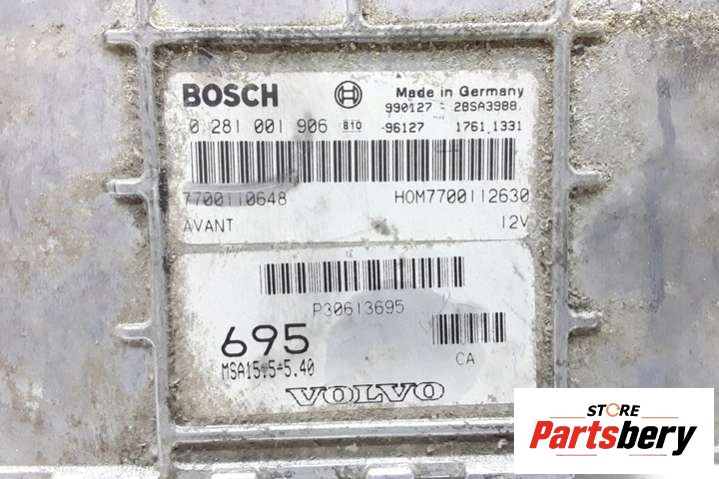 BOSCH Made in Germany
990127 - 28SA3988.
0 281 001 906 810 -96127 1761.1331
7700110648 HOM7700112630
AVANT 12V
P30613695
695
MSA15.5-5.40 CA
VOLVO
STORE
Partsbery